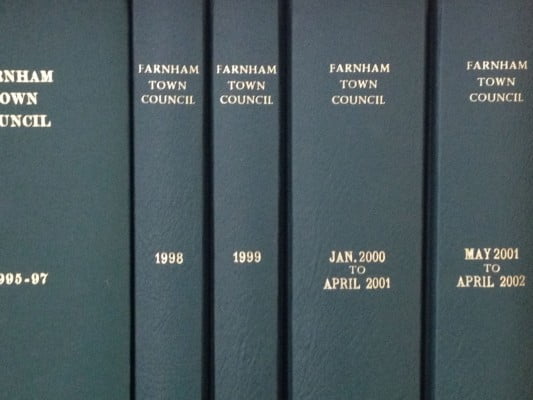 RNHAM
OWN
UNCIL
995-97
FARNHAM
TOWN
COUNCIL
1998
FARNHAM
TOWN
COUNCIL
1999
FARNHAM
TOWN
COUNCIL
JAN. 2000
TO
APRIL 2001
FARNHAM
TOWN
COUNCIL
MAY 2001
TO
APRIL 2002